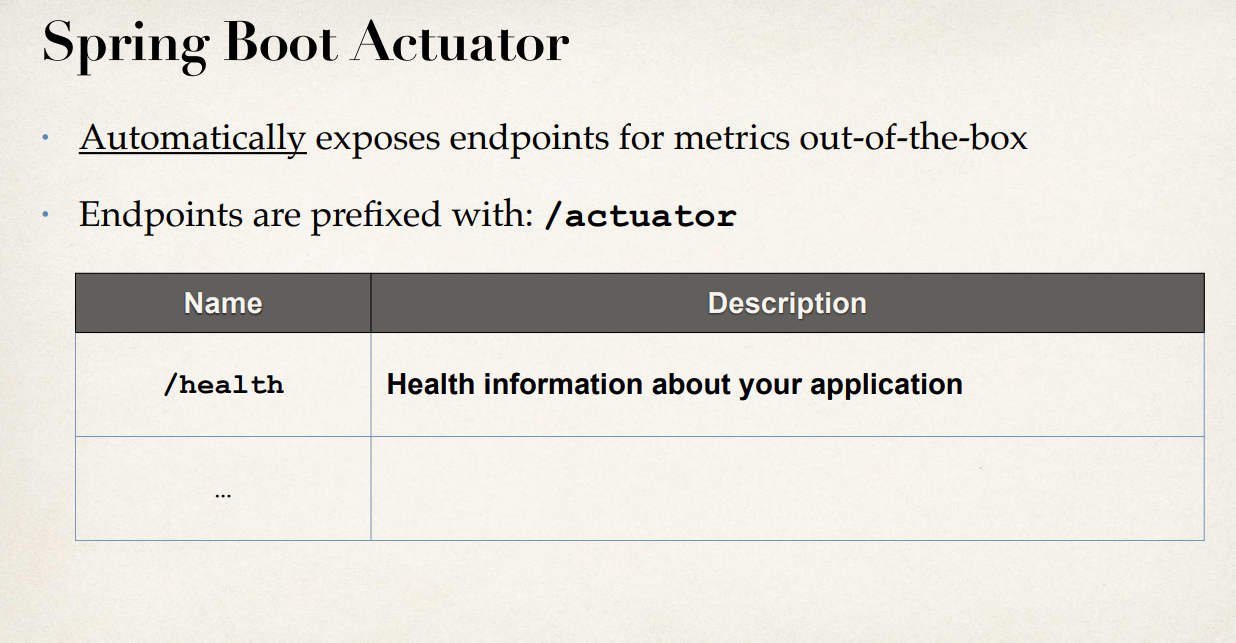 Spring Boot Actuator
• Automatically exposes endpoints for metrics out-of-the-box
• Endpoints are prefixed with: /actuator
Name Description
/health Health information about your application
...